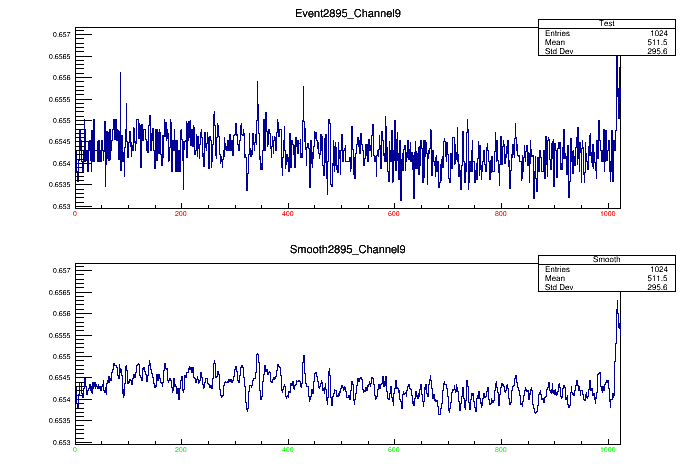 Event2895_Channel9
Test
Entries 1024
Mean 511.5
Std Dev 295.6
0.657
0.6565
0.656
0.6555
0.655
0.6545
0.654
0.6535
0.653
0 200 400 600 800 1000
Smooth2895_Channel9
Smooth
Entries 1024
Mean 511.5
Std Dev 295.6
0.657
0.6565
0.656
0.6555
0.655
0.6545
0.654
0.6535
0.653
0 200 400 600 800 1000